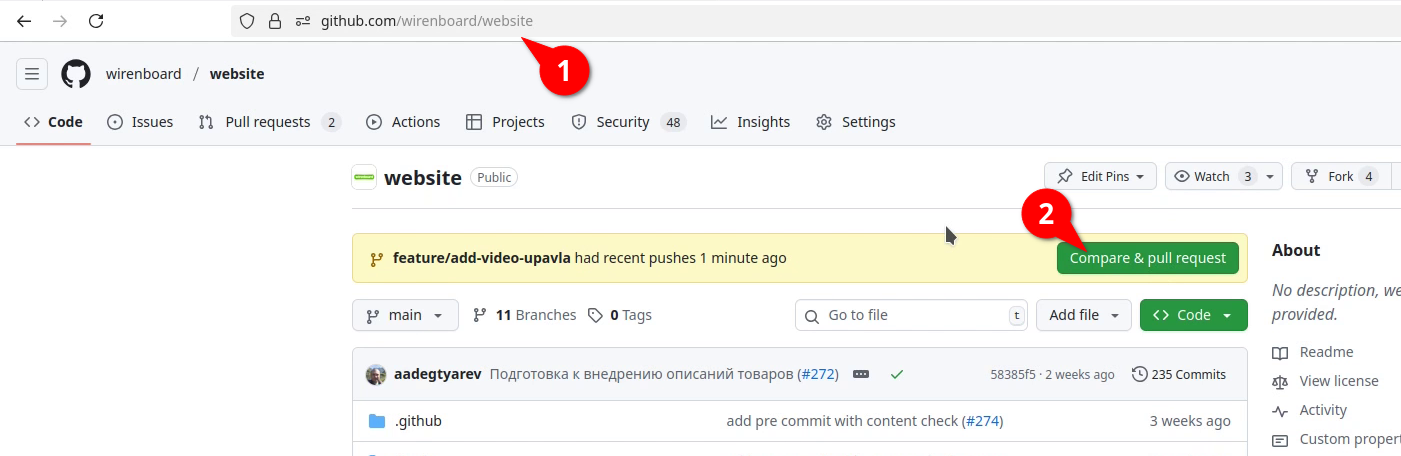 github.com/wirenboard/website
1
wirenboard / website
Code Issues Pull requests 2 Actions Projects Security 48 Insights Settings
website Public Edit Pins Watch 3 Fork 4
2
feature/add-video-upavla had recent pushes 1 minute ago Compare & pull request
About
main 11 Branches 0 Tags Go to file t Add file Code
No description, we
provided.
aadegtyarev Подготовка к внедрению описаний товаров (#272) 58385f5 · 2 weeks ago 235 Commits
Readme
View license
Activity
.github add pre commit with content check (#274) 3 weeks ago
Custom propert